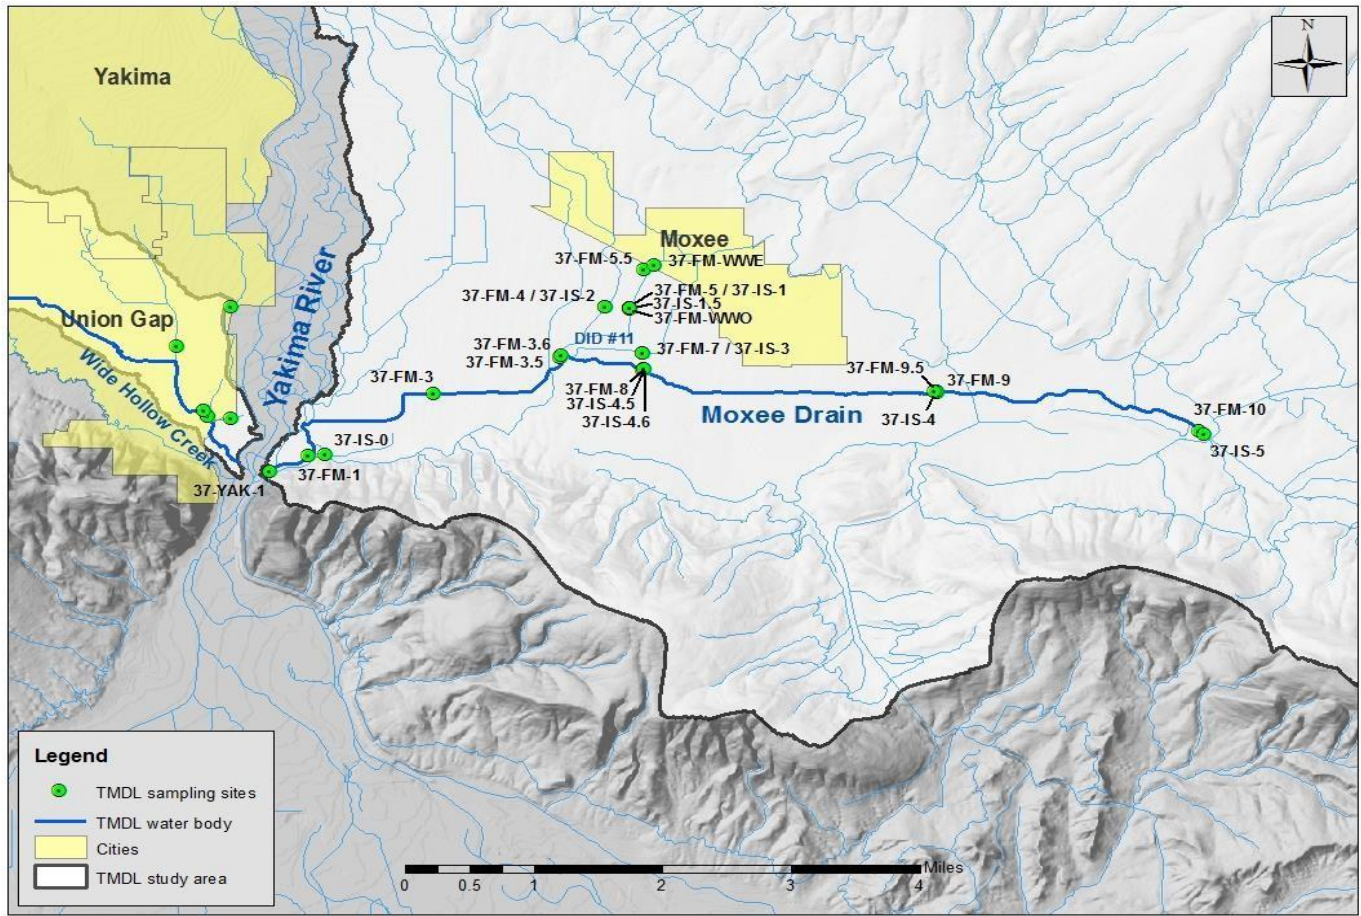 N
Yakima
Yakima River
Moxee
37-FM-5.5
37-FM-WWE
37-FM-4 / 37-IS-2
37-FM-5 / 37-IS-1
37-IS-1.5
37-FM-WWO
Union Gap
DID #11
37-FM-3.6
37-FM-3.5
37-FM-7 / 37-IS-3
Wide Hollow Creek
37-FM-3
37-FM-8
37-IS-4.5
37-IS-4.6
37-FM-9.5
37-FM-9
37-IS-4
Moxee Drain
37-FM-10
37-IS-5
37-IS-0
37-FM-1
37-YAK-1
Legend
TMDL sampling sites
TMDL water body
Cities
TMDL study area
Miles
0 0.5 1 2 3 4